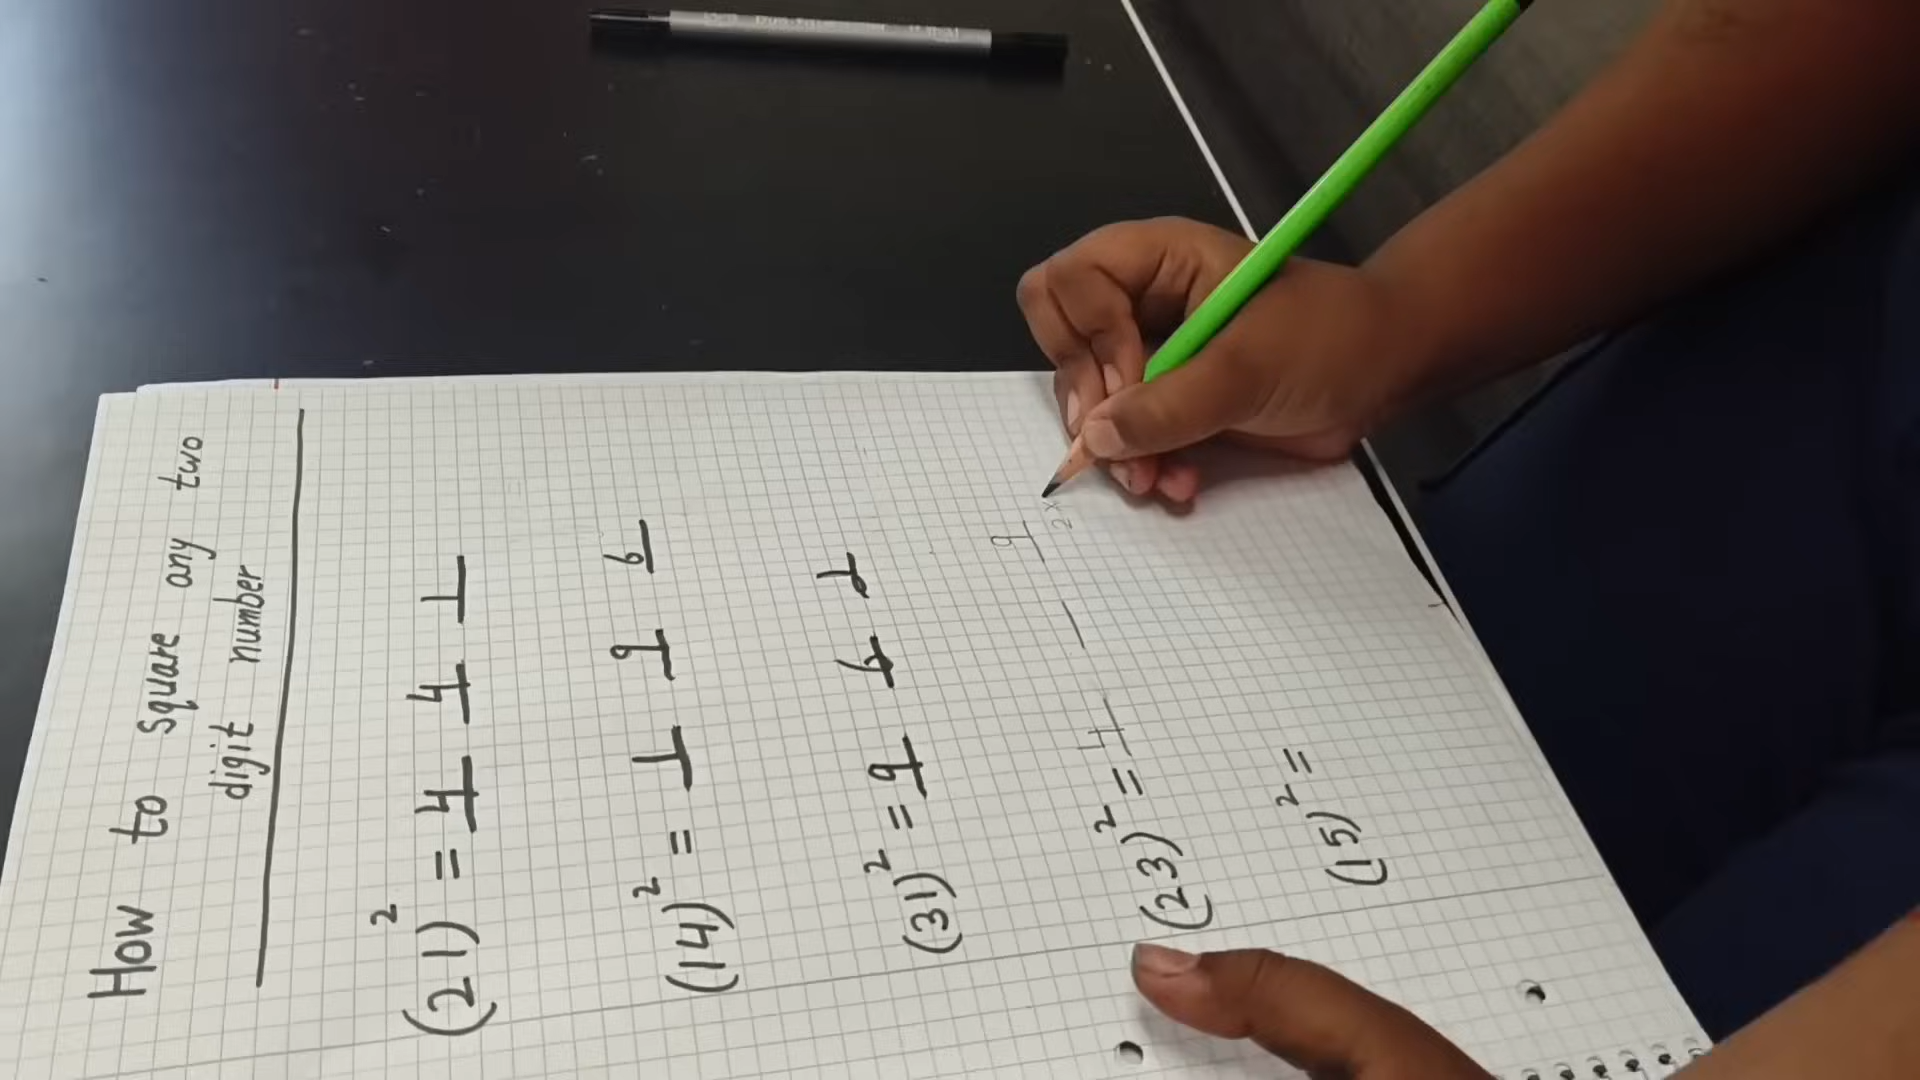 How to square any two
digit number
(21)² = 4 4 1
(14)² = 1 9 6
(31)² = 9 6 1
(23)² = 4 _ 9
2×
(15)² =